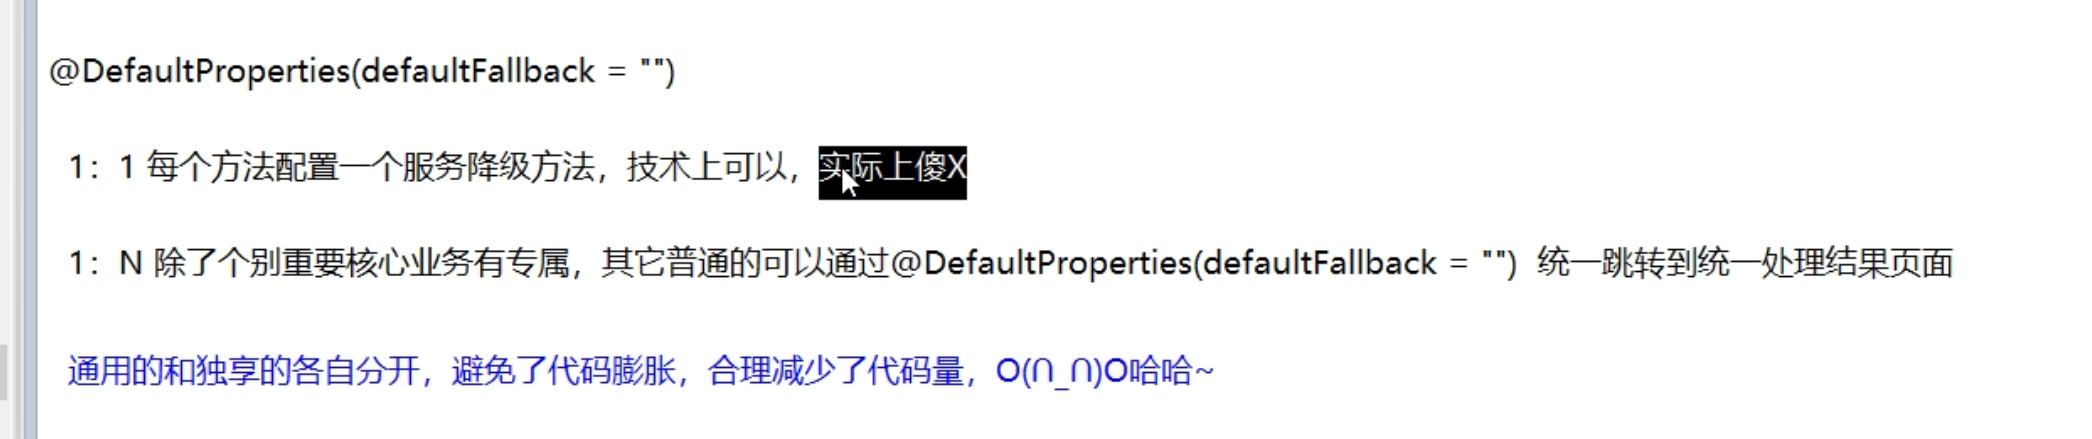 @DefaultProperties(defaultFallback = "")
1：1 每个方法配置一个服务降级方法，技术上可以，实际上傻X
1：N 除了个别重要核心业务有专属，其它普通的可以通过@DefaultProperties(defaultFallback = "") 统一跳转到统一处理结果页面
通用的和独享的各自分开，避免了代码膨胀，合理减少了代码量，O(∩_∩)O哈哈~